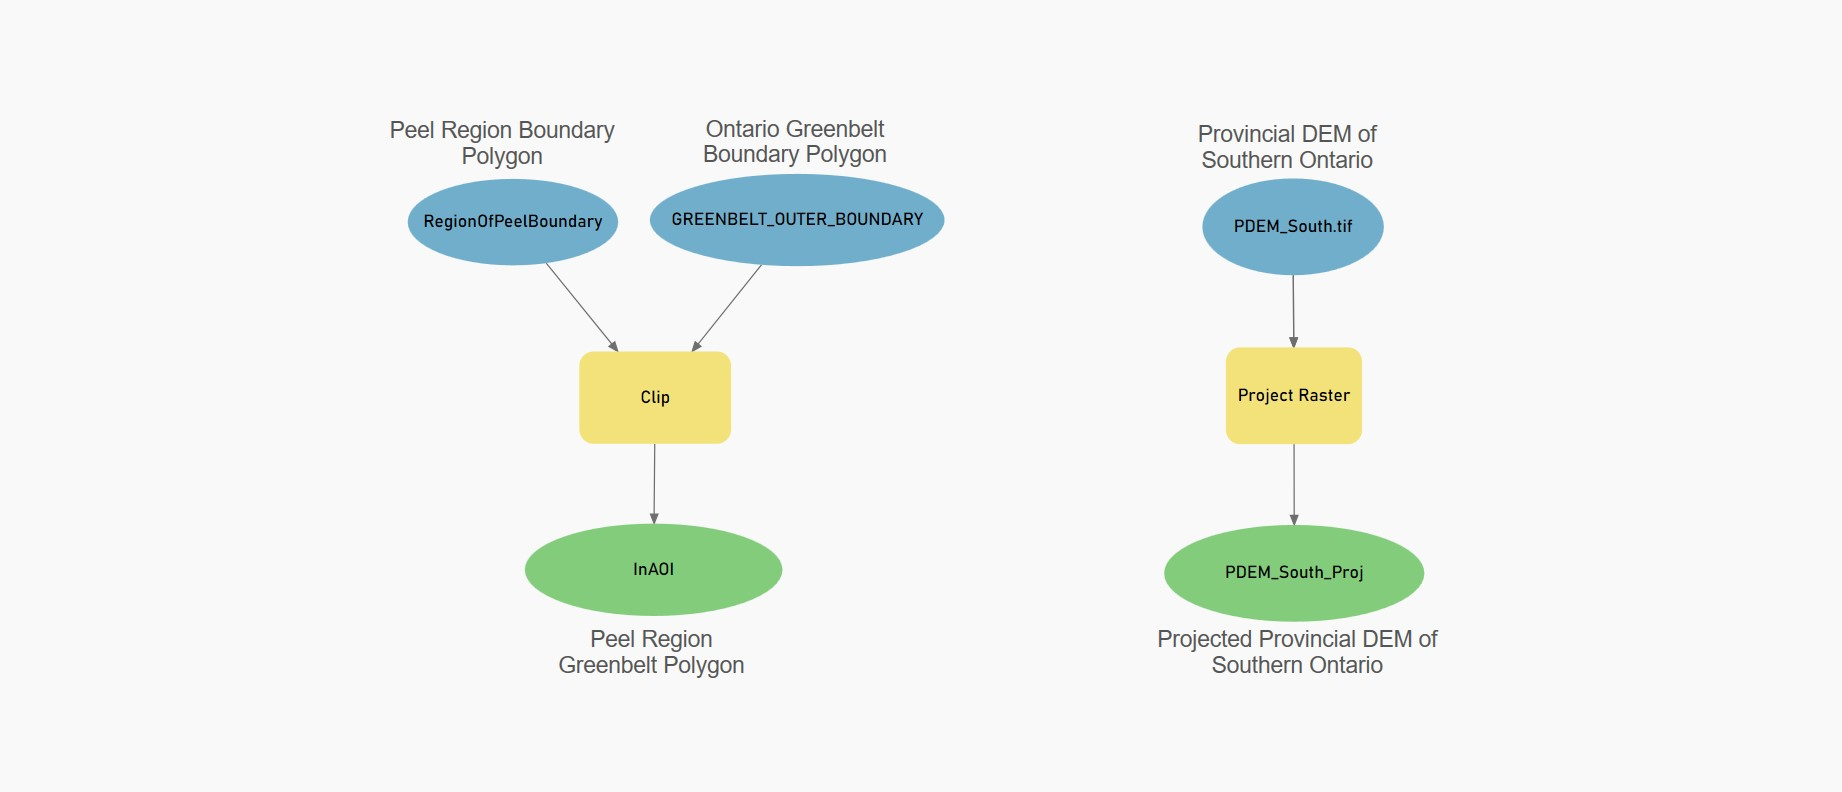 Peel Region Boundary
Polygon
Ontario Greenbelt
Boundary Polygon
Provincial DEM of
Southern Ontario
RegionOfPeelBoundary
GREENBELT_OUTER_BOUNDARY
PDEM_South.tif
Clip
Project Raster
InAOI
PDEM_South_Proj
Peel Region
Greenbelt Polygon
Projected Provincial DEM of
Southern Ontario